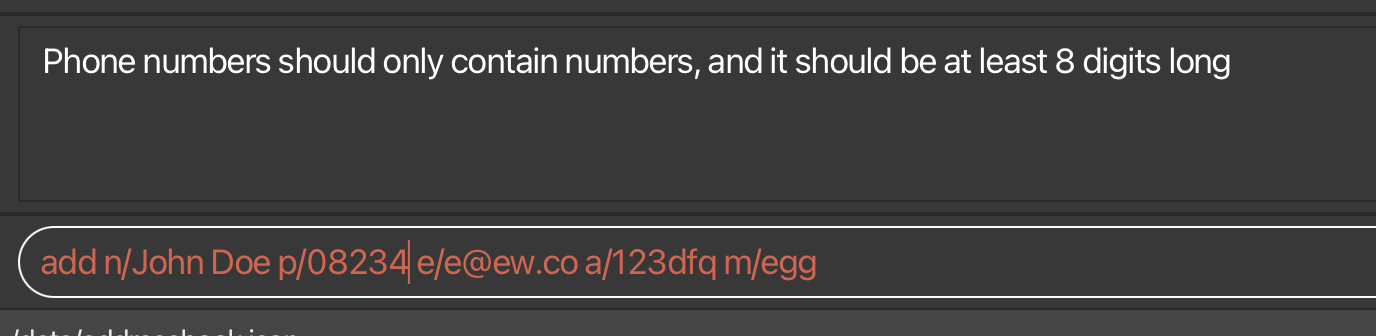 Phone numbers should only contain numbers, and it should be at least 8 digits long
add n/John Doe p/08234 e/e@ew.co a/123dfq m/egg